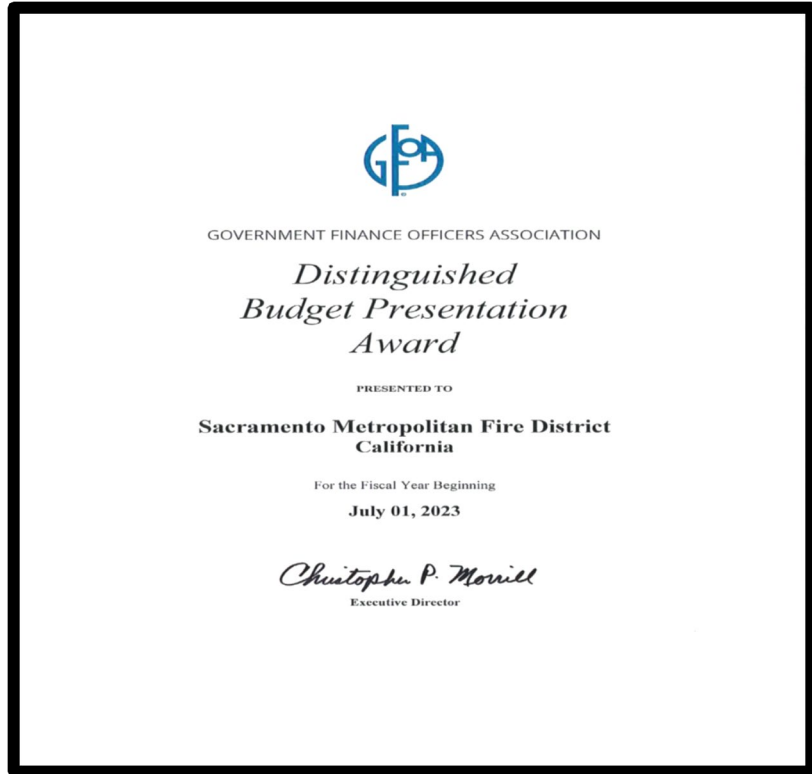 GFOA
GOVERNMENT FINANCE OFFICERS ASSOCIATION
Distinguished
Budget Presentation
Award
PRESENTED TO
Sacramento Metropolitan Fire District
California
For the Fiscal Year Beginning
July 01, 2023
Christopher P. Morrill
Executive Director